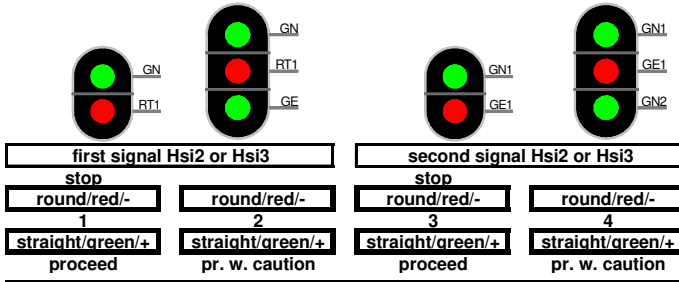 GN
RT1
GN
RT1
GE
GN1
GE1
GN1
GE1
GN2
first signal Hsi2 or Hsi3 second signal Hsi2 or Hsi3
stop stop
round/red/- round/red/- round/red/- round/red/-
1 2 3 4
straight/green/+ straight/green/+ straight/green/+ straight/green/+
proceed pr. w. caution proceed pr. w. caution